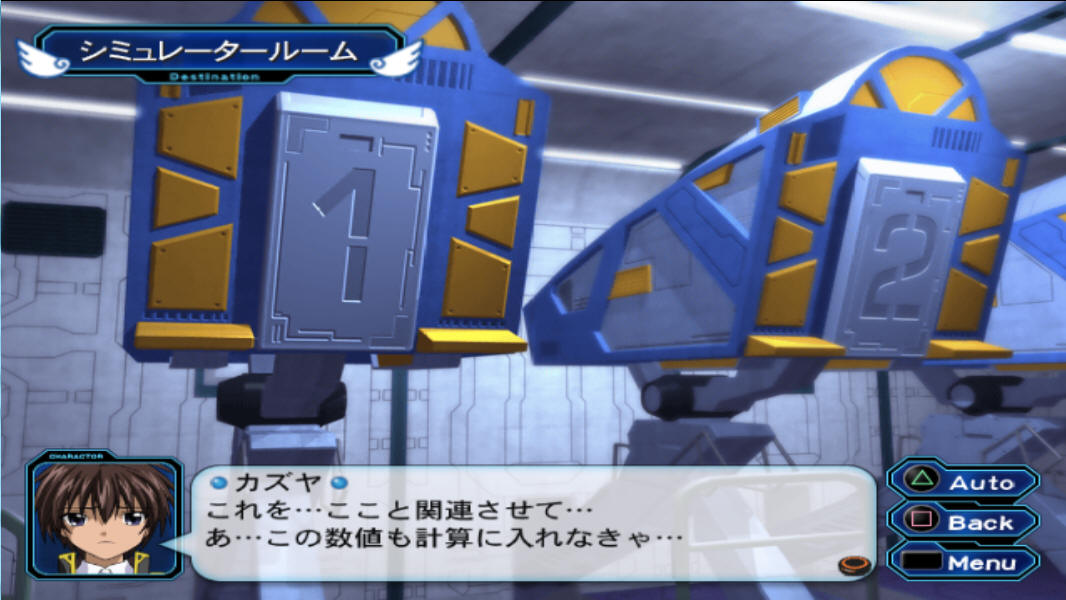 シミュレータールーム
Destination
1
2
CHARACTOR
カズヤ
これを…ここと関連させて…
あ…この数値も計算に入れなきゃ…
Auto
Back
Menu